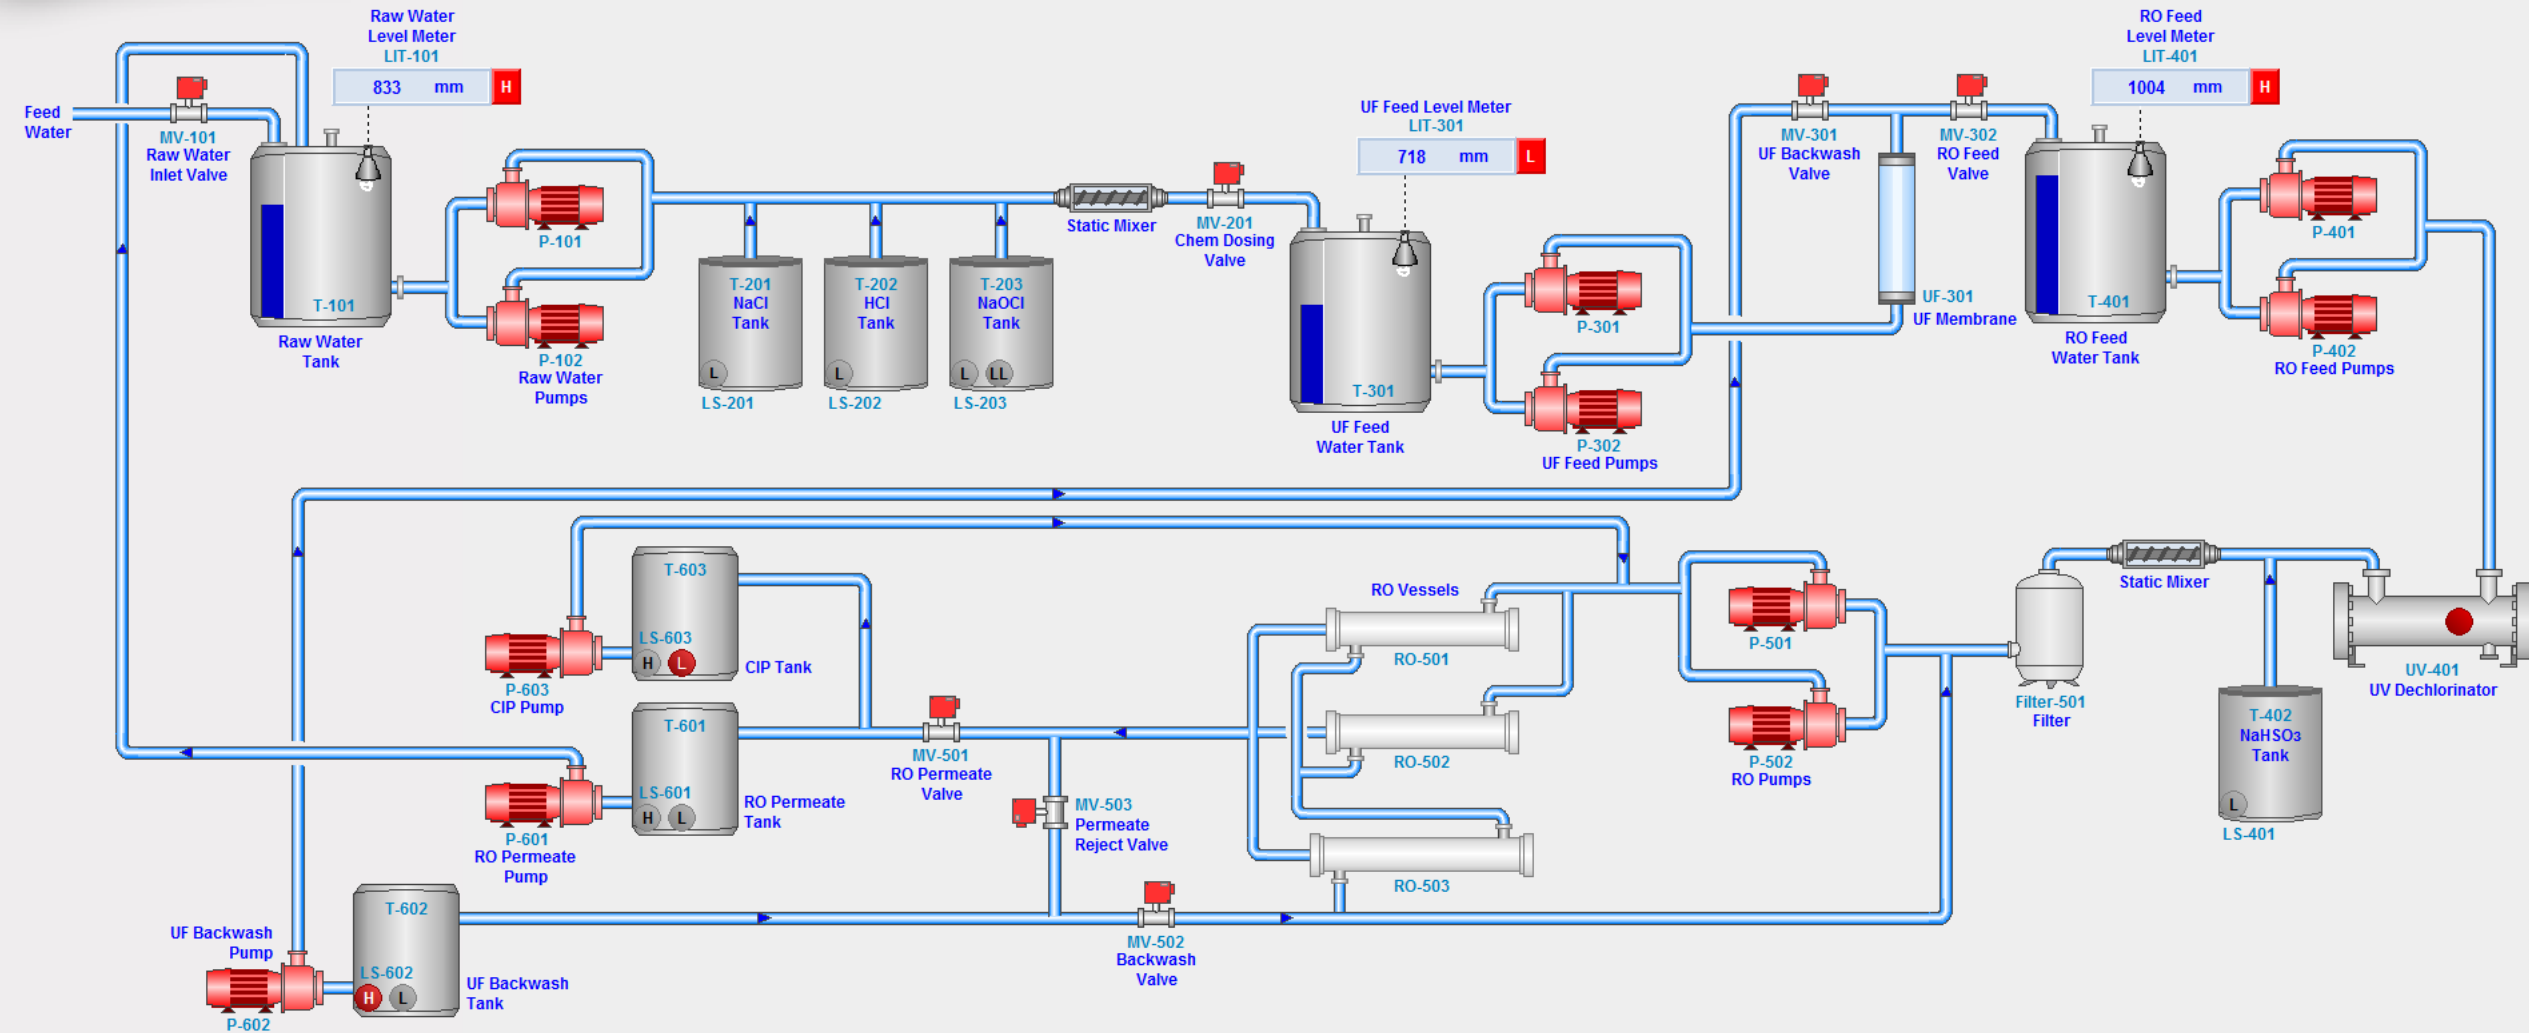 Raw Water
Level Meter
LIT-101
833 mm H
Feed
Water
MV-101
Raw Water
Inlet Valve
T-101
Raw Water
Tank
P-101
P-102
Raw Water
Pumps
T-201
NaCl
Tank
L
LS-201
T-202
HCl
Tank
L
LS-202
T-203
NaOCl
Tank
L LL
LS-203
Static Mixer
MV-201
Chem Dosing
Valve
UF Feed Level Meter
LIT-301
718 mm L
T-301
UF Feed
Water Tank
P-301
P-302
UF Feed Pumps
MV-301
UF Backwash
Valve
MV-302
RO Feed
Valve
UF-301
UF Membrane
RO Feed
Level Meter
LIT-401
1004 mm H
T-401
RO Feed
Water Tank
P-401
P-402
RO Feed Pumps
T-603
LS-603
H L
CIP Tank
P-603
CIP Pump
T-601
LS-601
H L
RO Permeate
Tank
P-601
RO Permeate
Pump
T-602
LS-602
H L
UF Backwash
Tank
UF Backwash
Pump
P-602
MV-501
RO Permeate
Valve
MV-503
Permeate
Reject Valve
MV-502
Backwash
Valve
RO Vessels
RO-501
RO-502
RO-503
P-501
P-502
RO Pumps
Filter-501
Filter
Static Mixer
T-402
NaHSO₃
Tank
L
LS-401
UV-401
UV Dechlorinator